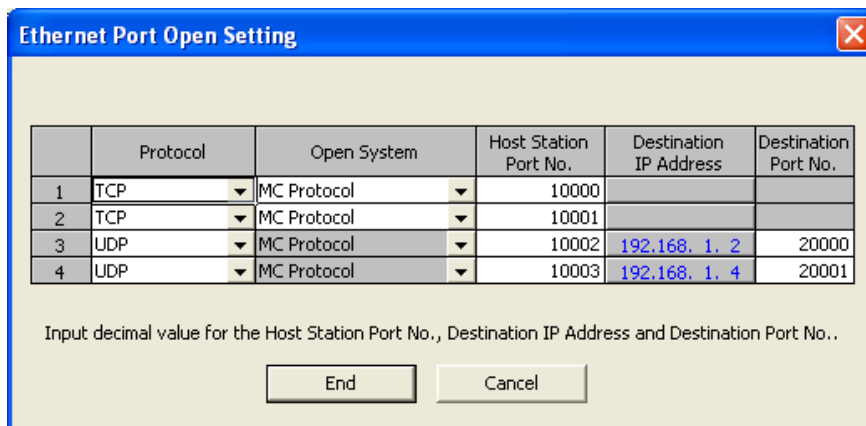 Ethernet Port Open Setting
Protocol Open System Host Station Port No. Destination IP Address Destination Port No.
1 TCP MC Protocol 10000
2 TCP MC Protocol 10001
3 UDP MC Protocol 10002 192.168. 1. 2 20000
4 UDP MC Protocol 10003 192.168. 1. 4 20001
Input decimal value for the Host Station Port No., Destination IP Address and Destination Port No..
End Cancel